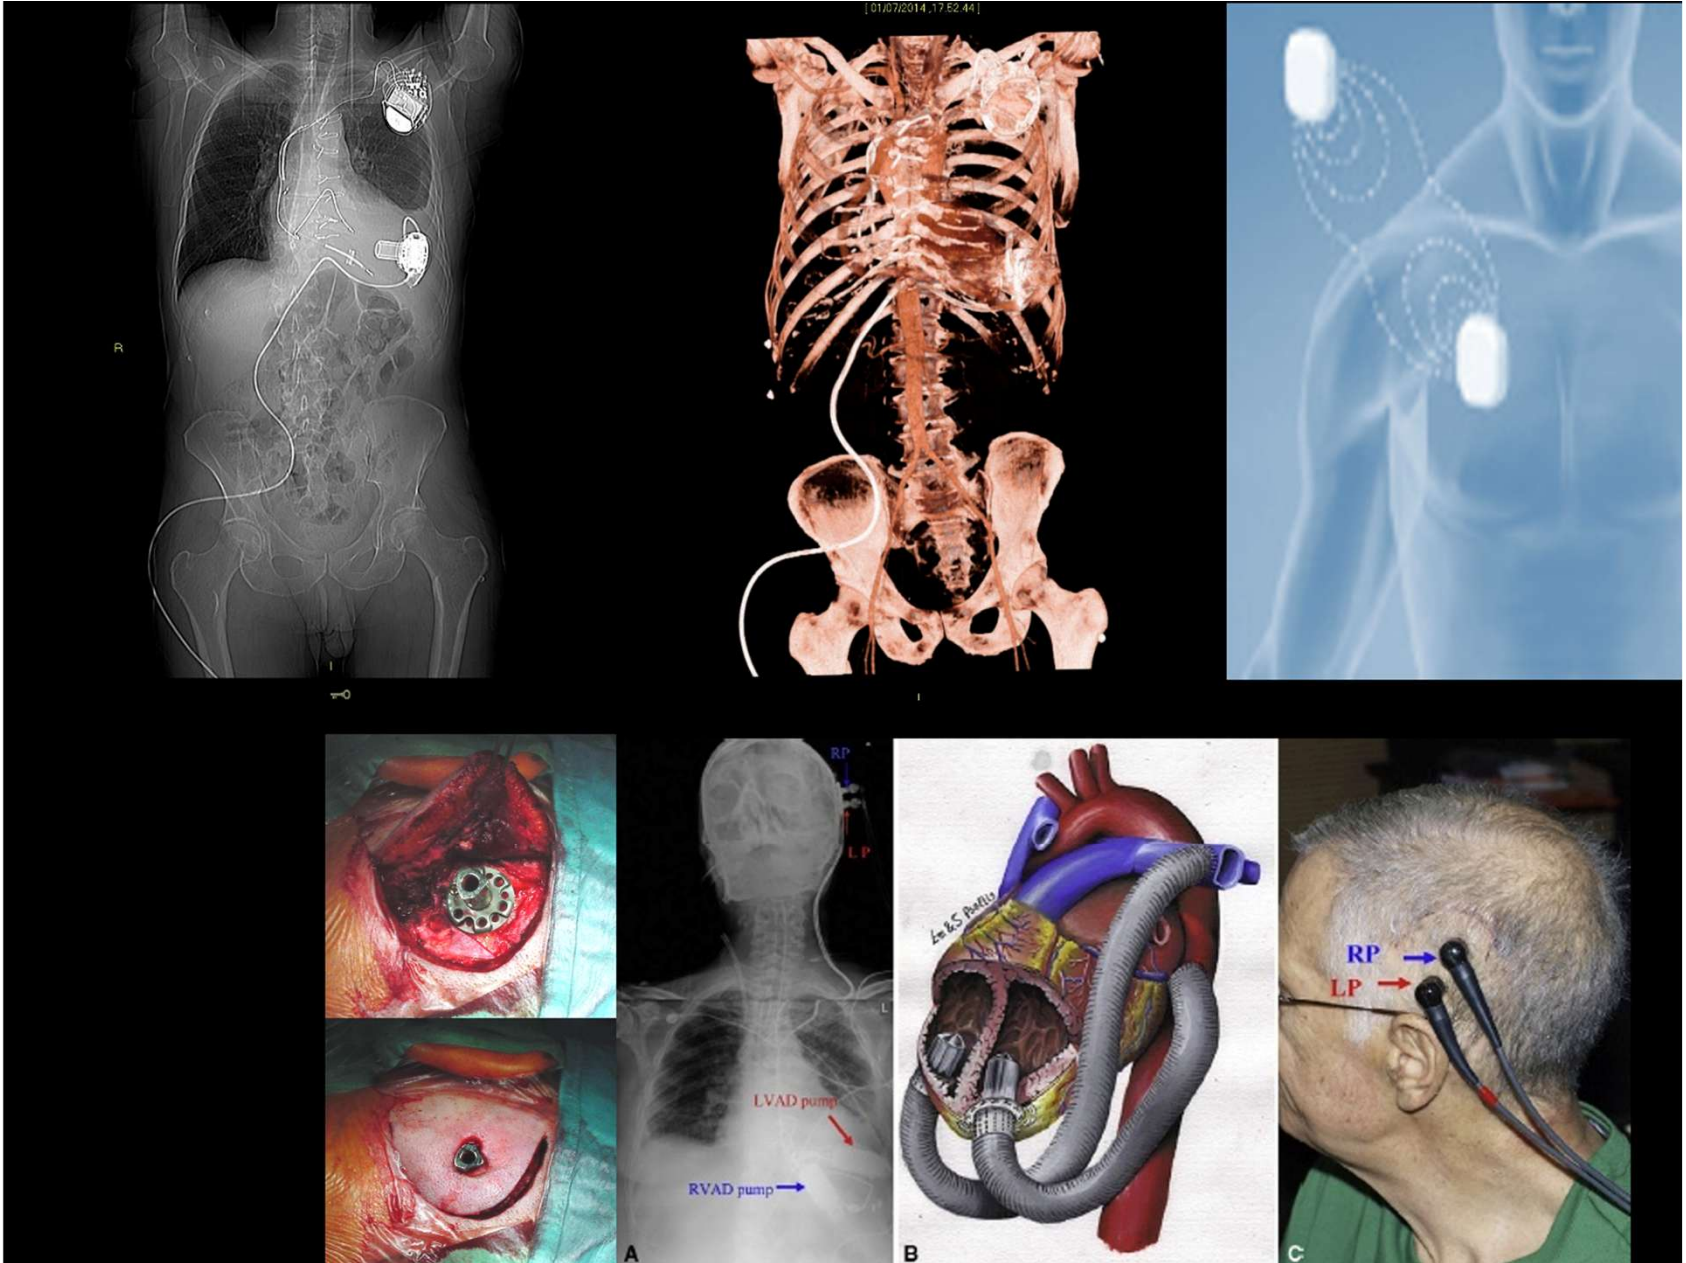 [ 01/07/2014 ,17.52.44 ]
R
I
I
RP
LP
L
LVAD pump
RVAD pump
A
B
RP
LP
C